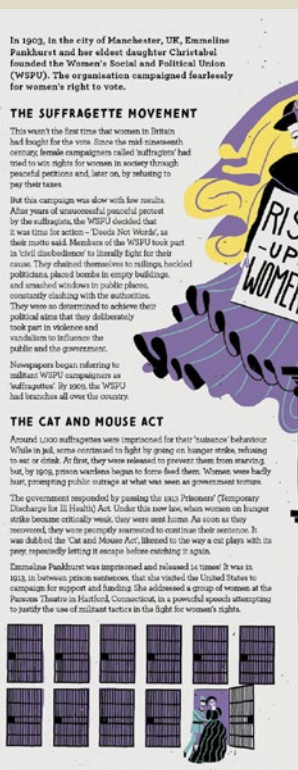 In 1903, in the city of Manchester, UK, Emmeline
Pankhurst and her eldest daughter Christabel
founded the Women's Social and Political Union
(WSPU). The organisation campaigned fearlessly
for women's right to vote.
THE SUFFRAGETTE MOVEMENT
This wasn't the first time that women in Britain
had fought for the vote. Since the mid-nineteenth
century, female campaigners called 'suffragists' had
tried to win rights for women in society through
peaceful petitions and, later on, by refusing to
pay their taxes
But this campaign was slow with few results.
After years of unsuccessful peaceful protest
by the suffragists, the WSPU decided that
it was time for action – 'Deeds Not Words', as
their motto said. Members of the WSPU took part
in 'civil disobedience' to literally fight for their
cause. They chained themselves to railings, heckled
politicians, placed bombs in empty buildings,
and smashed windows in public places,
constantly clashing with the authorities.
They were so determined to achieve their
political aims that they deliberately
took part in violence and
vandalism to influence the
public and the government.
Newspapers began referring to
militant WSPU campaigners as
'suffragettes'. By 1909, the WSPU
had branches all over the country.
RIS
-UP
WOMEN
THE CAT AND MOUSE ACT
Around 1,000 suffragettes were imprisoned for their 'nuisance' behaviour.
While in jail, some continued to fight by going on hunger strike, refusing
to eat or drink. At first, they were released to prevent them from starving,
but, by 1909, prison wardens began to force-feed them. Women were badly
hurt, prompting public outrage at what was seen as government torture.
The government responded by passing the 1913 Prisoners' (Temporary
Discharge for Ill Health) Act. Under this new law, when women on hunger
strike became critically weak, they were sent home. As soon as they
recovered, they were promptly rearrested to continue their sentence. It
was dubbed the 'Cat and Mouse Act', likened to the way a cat plays with its
prey, repeatedly letting it escape before catching it again.
Emmeline Pankhurst was imprisoned and released 14 times! It was in
1913, in between prison sentences, that she visited the United States to
campaign for support and funding. She addressed a group of women at the
Parsons Theatre in Hartford, Connecticut, in a powerful speech attempting
to justify the use of militant tactics in the fight for women's rights.